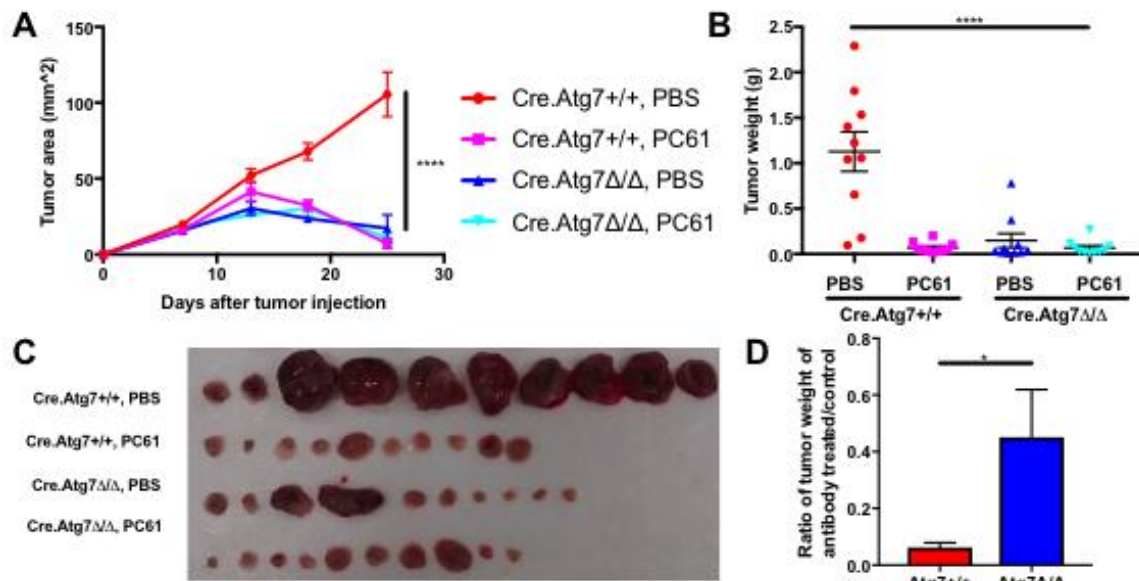 A
Tumor area (mm^2)
150
100
50
0
0
10
20
30
Days after tumor injection
Cre.Atg7+/+, PBS
Cre.Atg7+/+, PC61
Cre.Atg7Δ/Δ, PBS
Cre.Atg7Δ/Δ, PC61
****
B
Tumor weight (g)
2.5
2.0
1.5
1.0
0.5
0.0
****
PBS PC61 PBS PC61
Cre.Atg7+/+ Cre.Atg7Δ/Δ
C
Cre.Atg7+/+, PBS
Cre.Atg7+/+, PC61
Cre.Atg7Δ/Δ, PBS
Cre.Atg7Δ/Δ, PC61
D
Ratio of tumor weight of
antibody treated/control
0.8
0.6
0.4
0.2
0.0
*
Atg7+/+ Atg7Δ/Δ